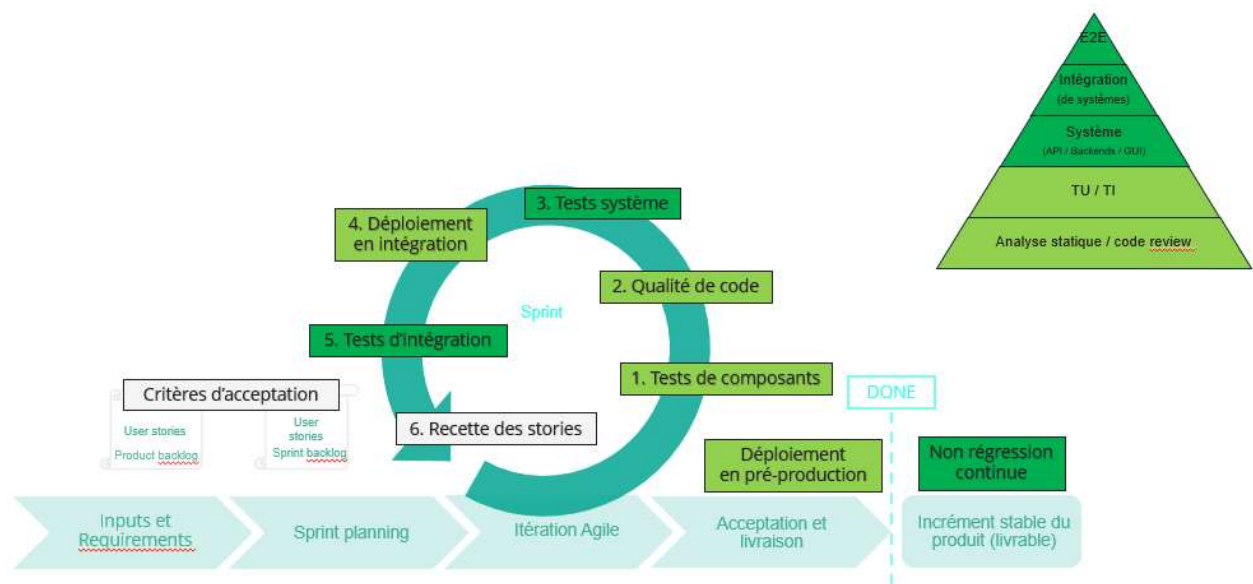 E2E
Intégration
(de systèmes)
Système
(API / Backends / GUI)
TU / TI
Analyse statique / code review
3. Tests système
4. Déploiement
en intégration
2. Qualité de code
Sprint
5. Tests d'intégration
1. Tests de composants
Critères d'acceptation
User stories
Product backlog
User
stories
Sprint backlog
6. Recette des stories
DONE
Déploiement
en pré-production
Non régression
continue
Inputs et
Requirements
Sprint planning
Itération Agile
Acceptation et
livraison
Incrément stable du
produit (livrable)